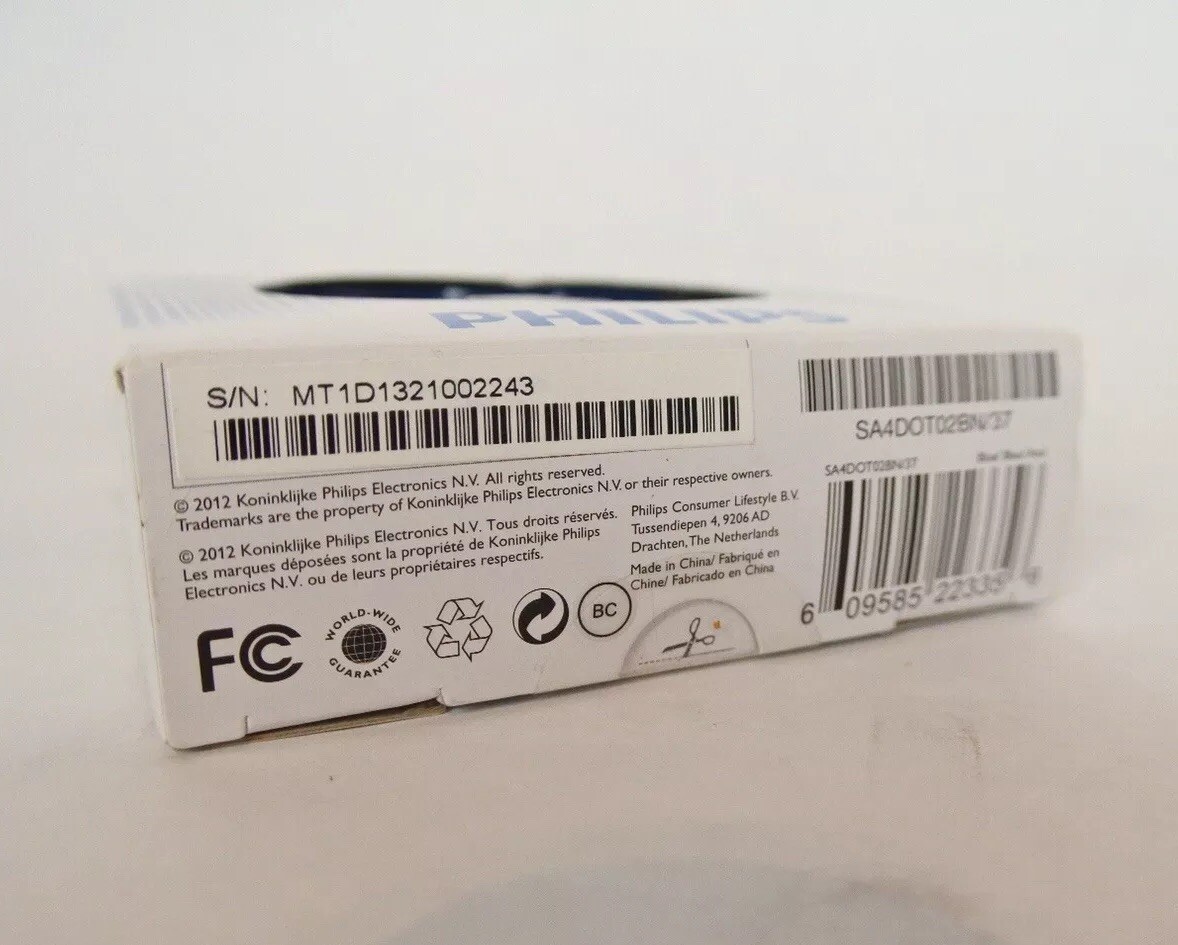 PHILIPS
S/N: MT1D1321002243
SA4DOT02BN/37
SA4DOT02BN/37
© 2012 Koninklijke Philips Electronics N.V. All rights reserved.
Trademarks are the property of Koninklijke Philips Electronics N.V. or their respective owners.
© 2012 Koninklijke Philips Electronics N.V. Tous droits réservés.
Les marques déposées sont la propriété de Koninklijke Philips
Electronics N.V. ou de leurs propriétaires respectifs.
Philips Consumer Lifestyle B.V.
Tussendiepen 4, 9206 AD
Drachten, The Netherlands
Made in China/ Fabriqué en
Chine/ Fabricado en China
6 09585 22335 9
FC
WORLD-WIDE
GUARANTEE
BC